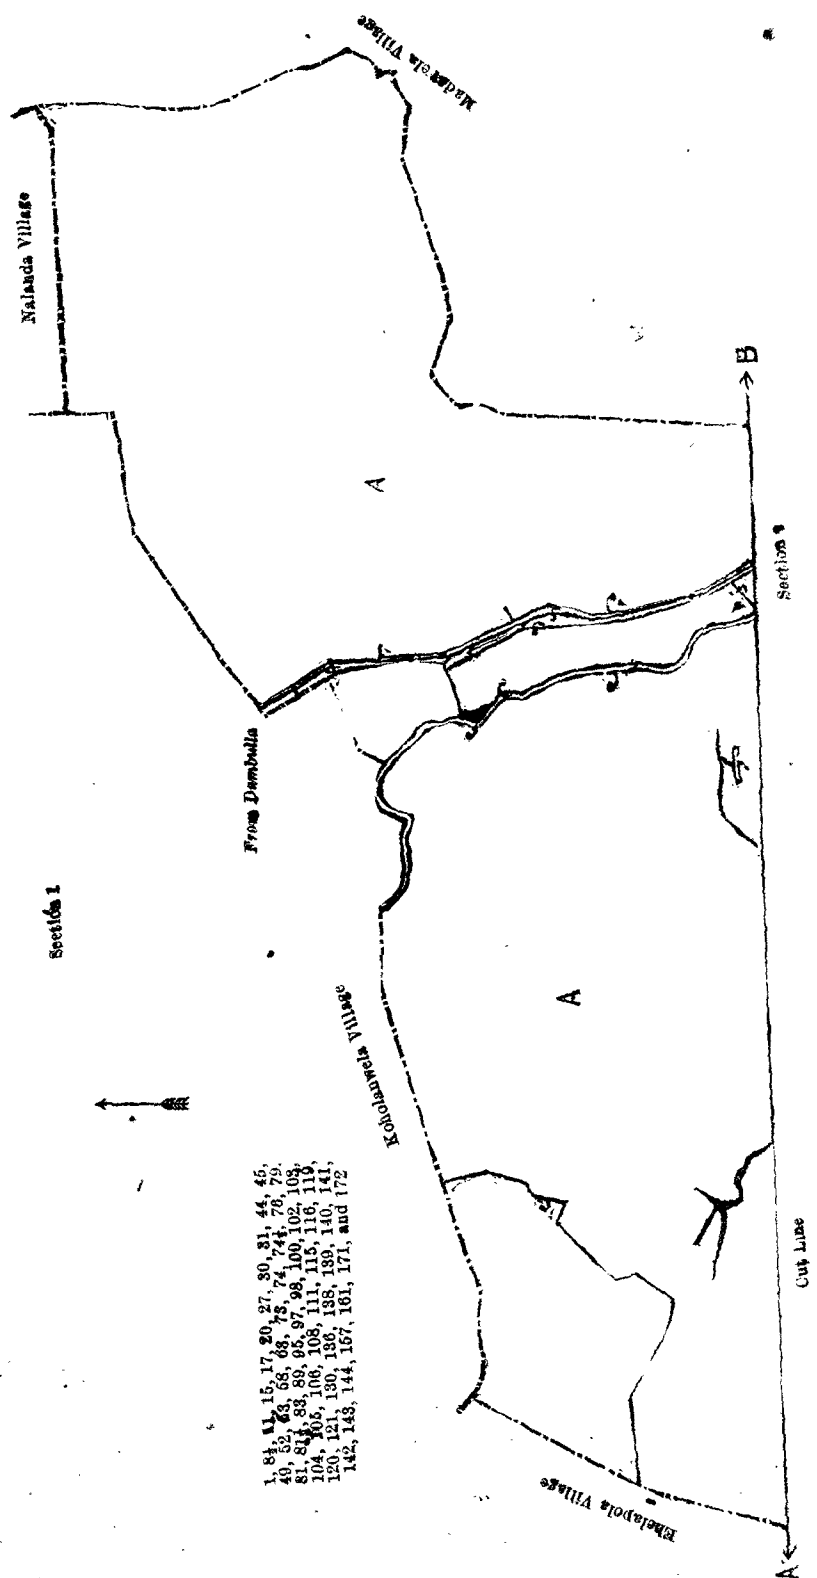 Section 1
Nalanda Village
Madawela Village
From Dambulla
Koholanwela Village
A
A
1, 8½, 11, 15, 17, 20, 27, 30, 31, 44, 45,
49, 52, 53, 58, 68, 73, 74, 74½, 76, 79,
81, 81½, 83, 89, 95, 97, 98, 100, 102, 103,
104, 105, 106, 108, 111, 115, 116, 119,
120, 121, 130, 136, 138, 139, 140, 141,
142, 143, 144, 157, 161, 171, and 172
Ehelapola Village
A
Cut Line
Section
B